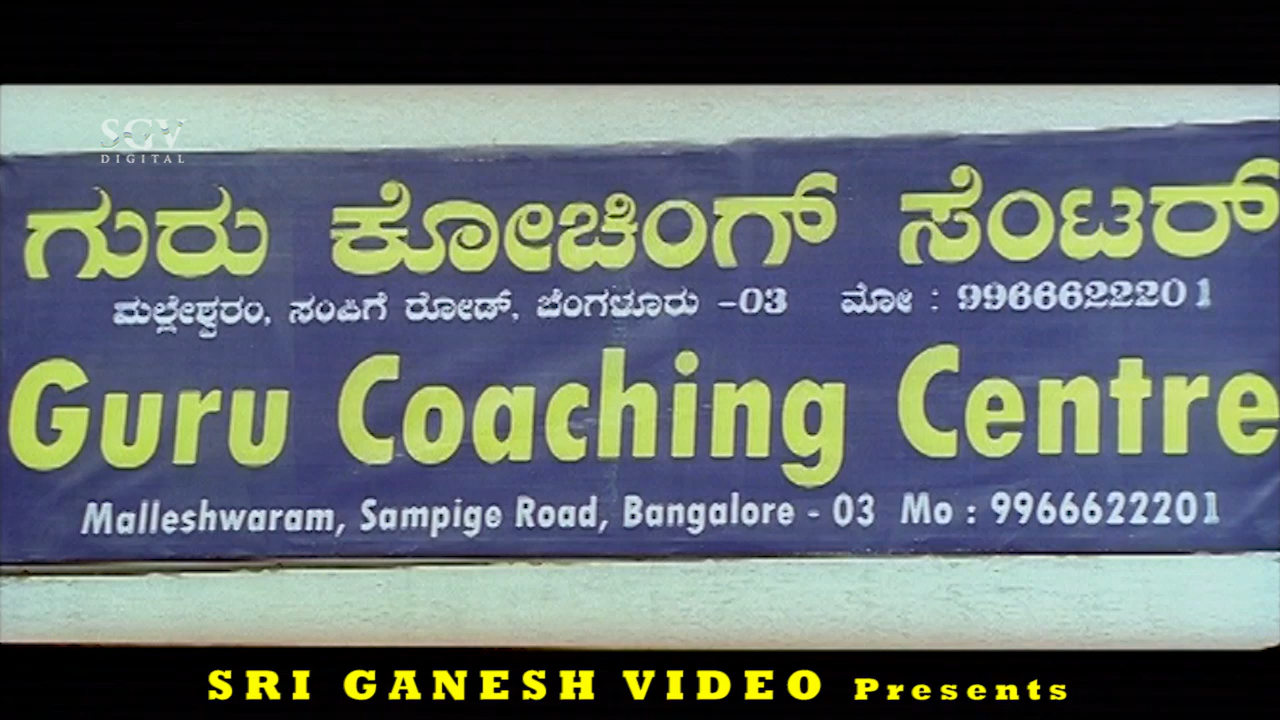 SGV
DIGITAL
ಗುರು ಕೋಚಿಂಗ್ ಸೆಂಟರ್
ಮಲ್ಲೇಶ್ವರಂ, ಸಂಪಿಗೆ ರೋಡ್, ಬೆಂಗಳೂರು -03 ಮೋ : 9966622201
Guru Coaching Centre
Malleshwaram, Sampige Road, Bangalore - 03 Mo : 9966622201
SRI GANESH VIDEO Presents